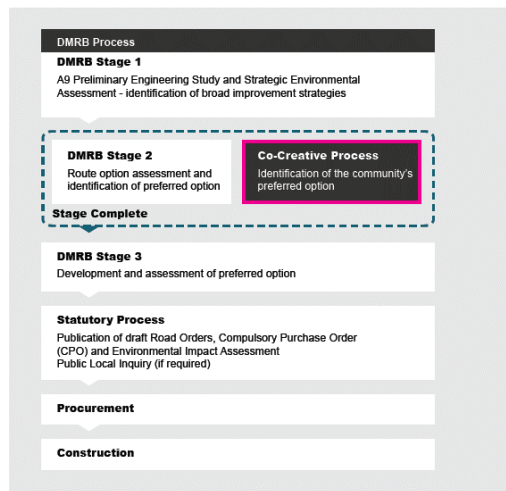 DMRB Process
DMRB Stage 1
A9 Preliminary Engineering Study and Strategic Environmental
Assessment - identification of broad improvement strategies
DMRB Stage 2
Route option assessment and
identification of preferred option
Co-Creative Process
Identification of the community's
preferred option
Stage Complete
DMRB Stage 3
Development and assessment of preferred option
Statutory Process
Publication of draft Road Orders, Compulsory Purchase Order
(CPO) and Environmental Impact Assessment
Public Local Inquiry (if required)
Procurement
Construction